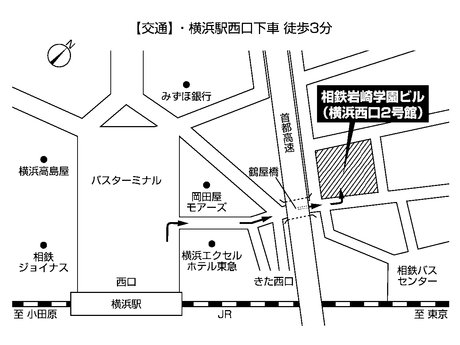 【交通】・横浜駅西口下車 徒歩3分
みずほ銀行
相鉄岩崎学園ビル
(横浜西口2号館)
首都高速
横浜高島屋
バスターミナル
鶴屋橋
岡田屋
モアーズ
相鉄
ジョイナス
横浜エクセル
ホテル東急
西口
きた西口
相鉄バス
センター
横浜駅
至 小田原
JR
至 東京